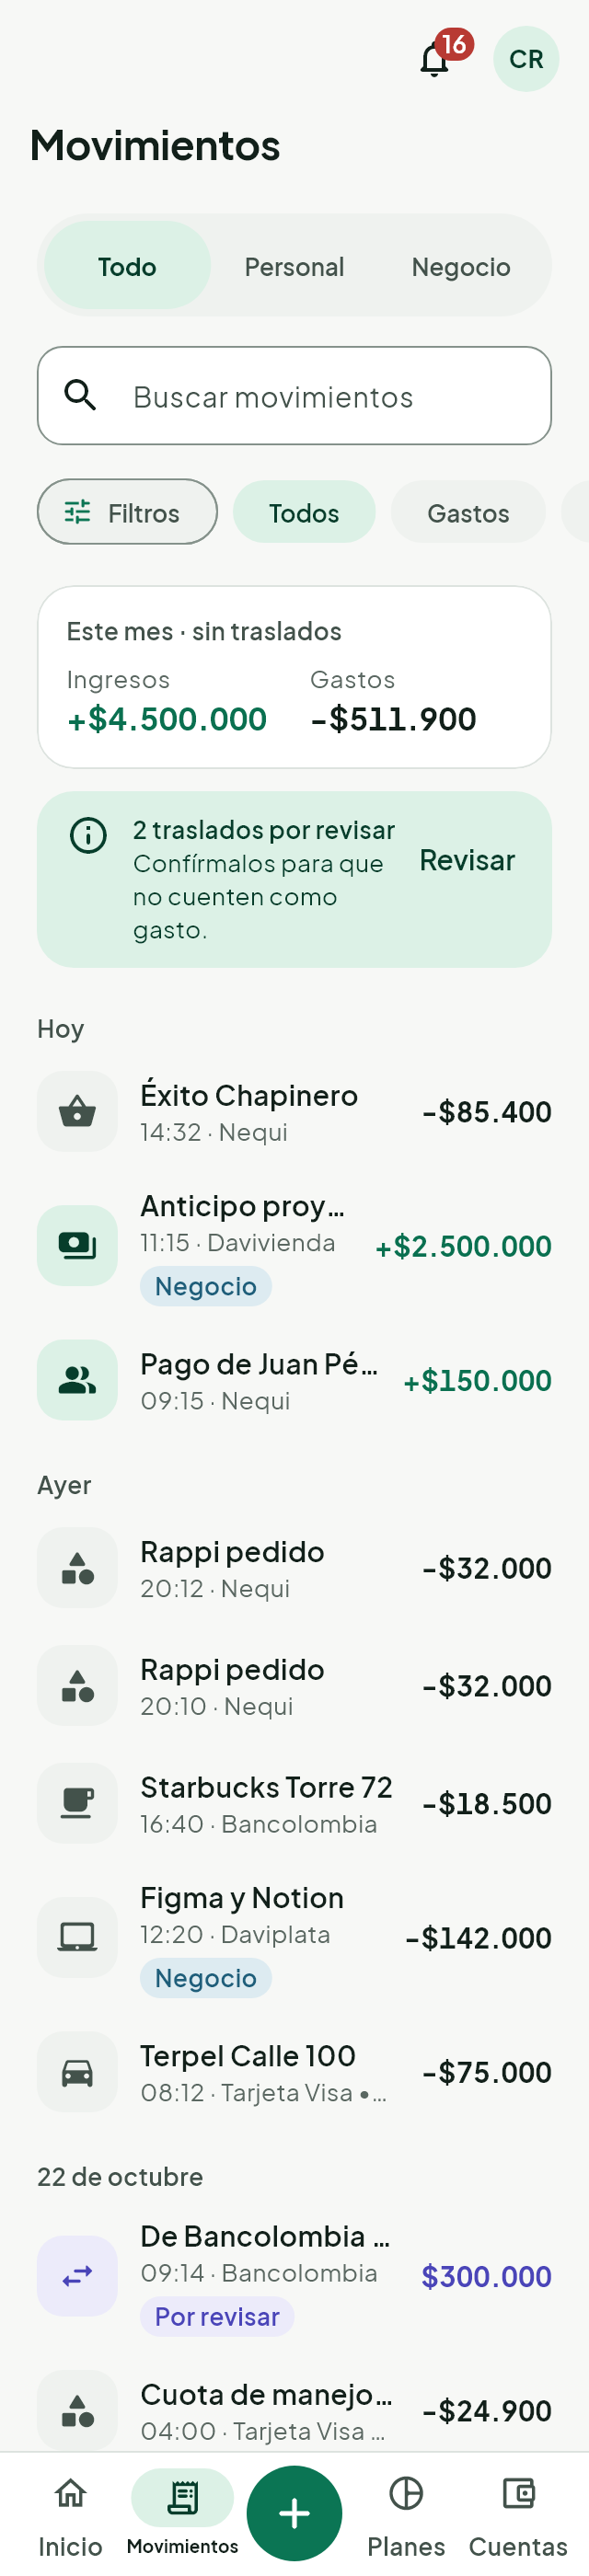 16
CR
Movimientos
Todo
Personal
Negocio
Buscar movimientos
Filtros
Todos
Gastos
Este mes · sin traslados
Ingresos
Gastos
+$4.500.000
-$511.900
2 traslados por revisar
Confírmalos para que
no cuenten como
gasto.
Revisar
Hoy
Éxito Chapinero
14:32 · Nequi
-$85.400
Anticipo proy...
11:15 · Davivienda
Negocio
+$2.500.000
Pago de Juan Pé...
09:15 · Nequi
+$150.000
Ayer
Rappi pedido
20:12 · Nequi
-$32.000
Rappi pedido
20:10 · Nequi
-$32.000
Starbucks Torre 72
16:40 · Bancolombia
-$18.500
Figma y Notion
12:20 · Daviplata
Negocio
-$142.000
Terpel Calle 100
08:12 · Tarjeta Visa •...
-$75.000
22 de octubre
De Bancolombia ...
09:14 · Bancolombia
Por revisar
$300.000
Cuota de manejo...
04:00 · Tarjeta Visa ...
-$24.900
Inicio
Movimientos
Planes
Cuentas